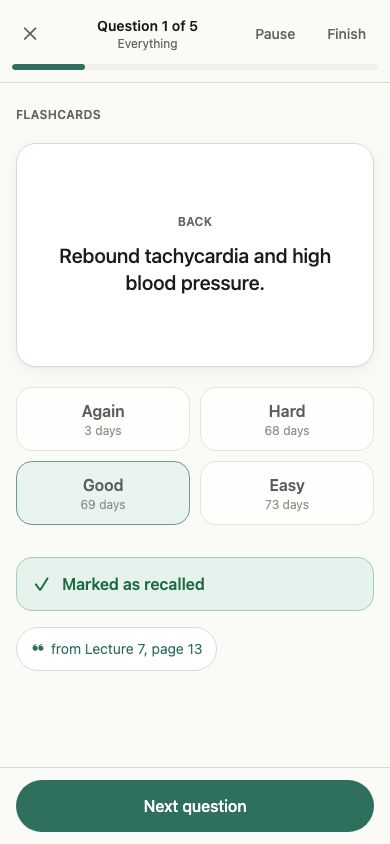 Question 1 of 5
Everything
Pause
Finish
FLASHCARDS
BACK
Rebound tachycardia and high
blood pressure.
Again
3 days
Hard
68 days
Good
69 days
Easy
73 days
Marked as recalled
❝ from Lecture 7, page 13
Next question